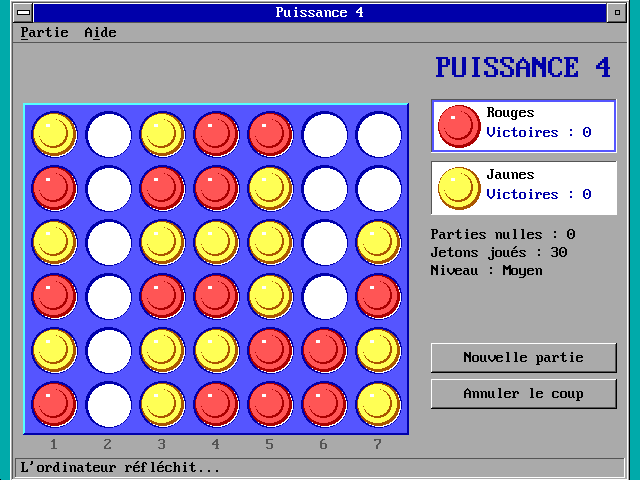 Puissance 4
Partie Aide
PUISSANCE 4
Rouges
Victoires : 0
Jaunes
Victoires : 0
Parties nulles : 0
Jetons joués : 30
Niveau : Moyen
Nouvelle partie
Annuler le coup
1 2 3 4 5 6 7
L'ordinateur réfléchit...